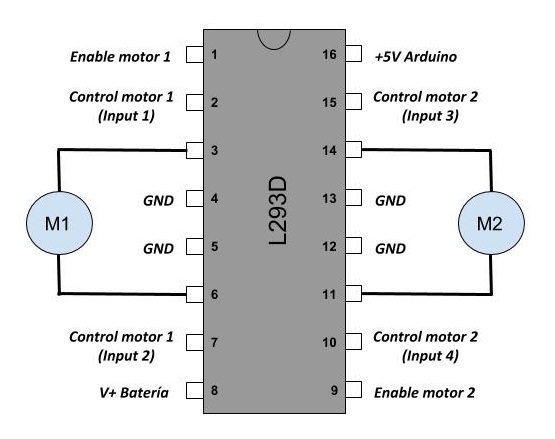 Enable motor 1
1
16
+5V Arduino
Control motor 1
(Input 1)
2
15
Control motor 2
(Input 3)
3
14
GND
4
13
GND
M1
L293D
M2
GND
5
12
GND
6
11
Control motor 1
(Input 2)
7
10
Control motor 2
(Input 4)
V+ Batería
8
9
Enable motor 2